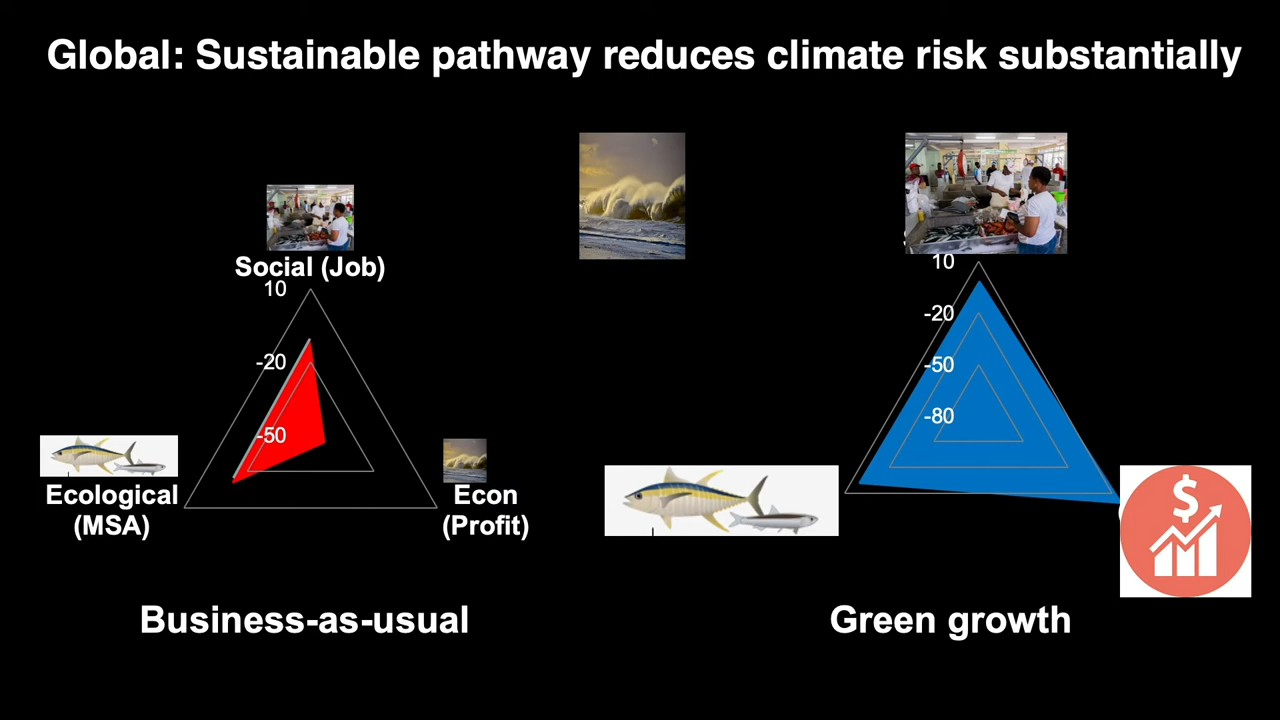 Global: Sustainable pathway reduces climate risk substantially
Social (Job)
10
-20
-50
Ecological
(MSA)
Econ
(Profit)
Business-as-usual
10
-20
-50
-80
$
Green growth